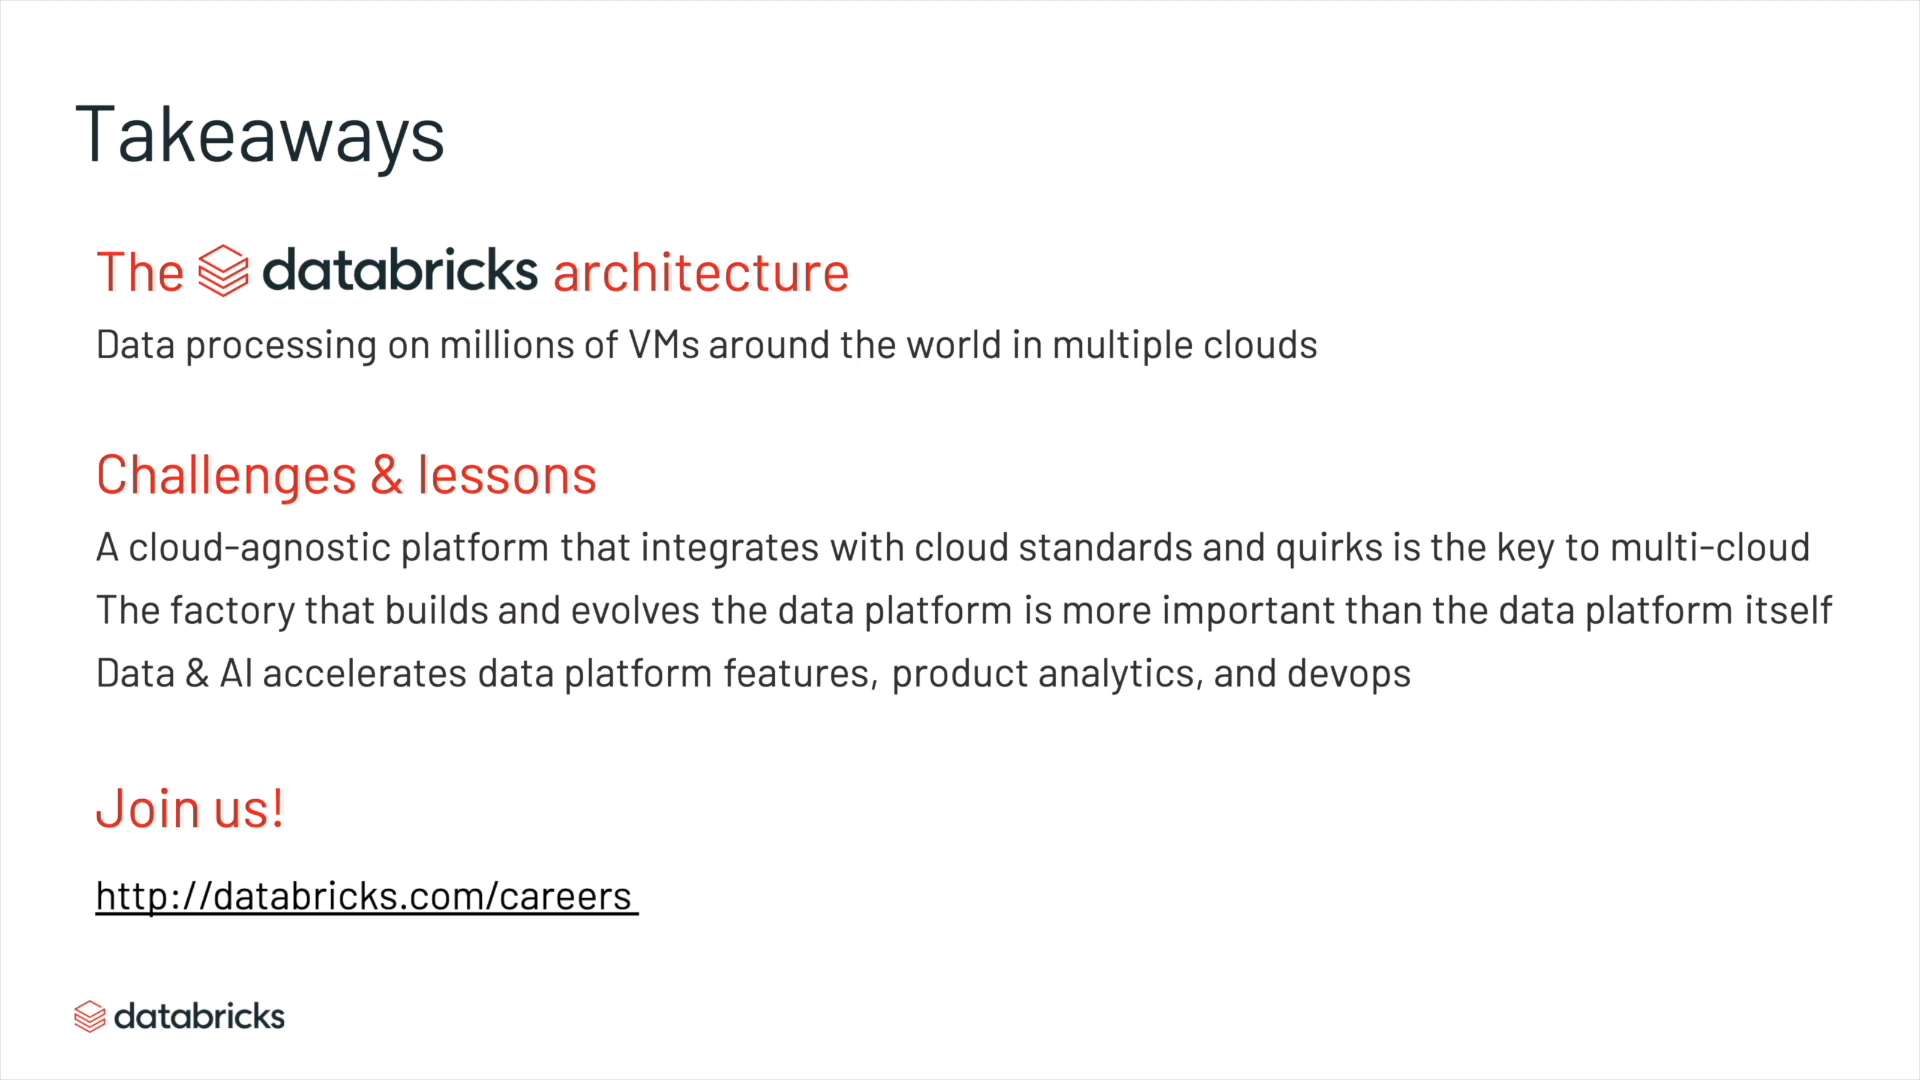 Takeaways
The databricks architecture
Data processing on millions of VMs around the world in multiple clouds
Challenges & lessons
A cloud-agnostic platform that integrates with cloud standards and quirks is the key to multi-cloud
The factory that builds and evolves the data platform is more important than the data platform itself
Data & AI accelerates data platform features, product analytics, and devops
Join us!
http://databricks.com/careers
databricks